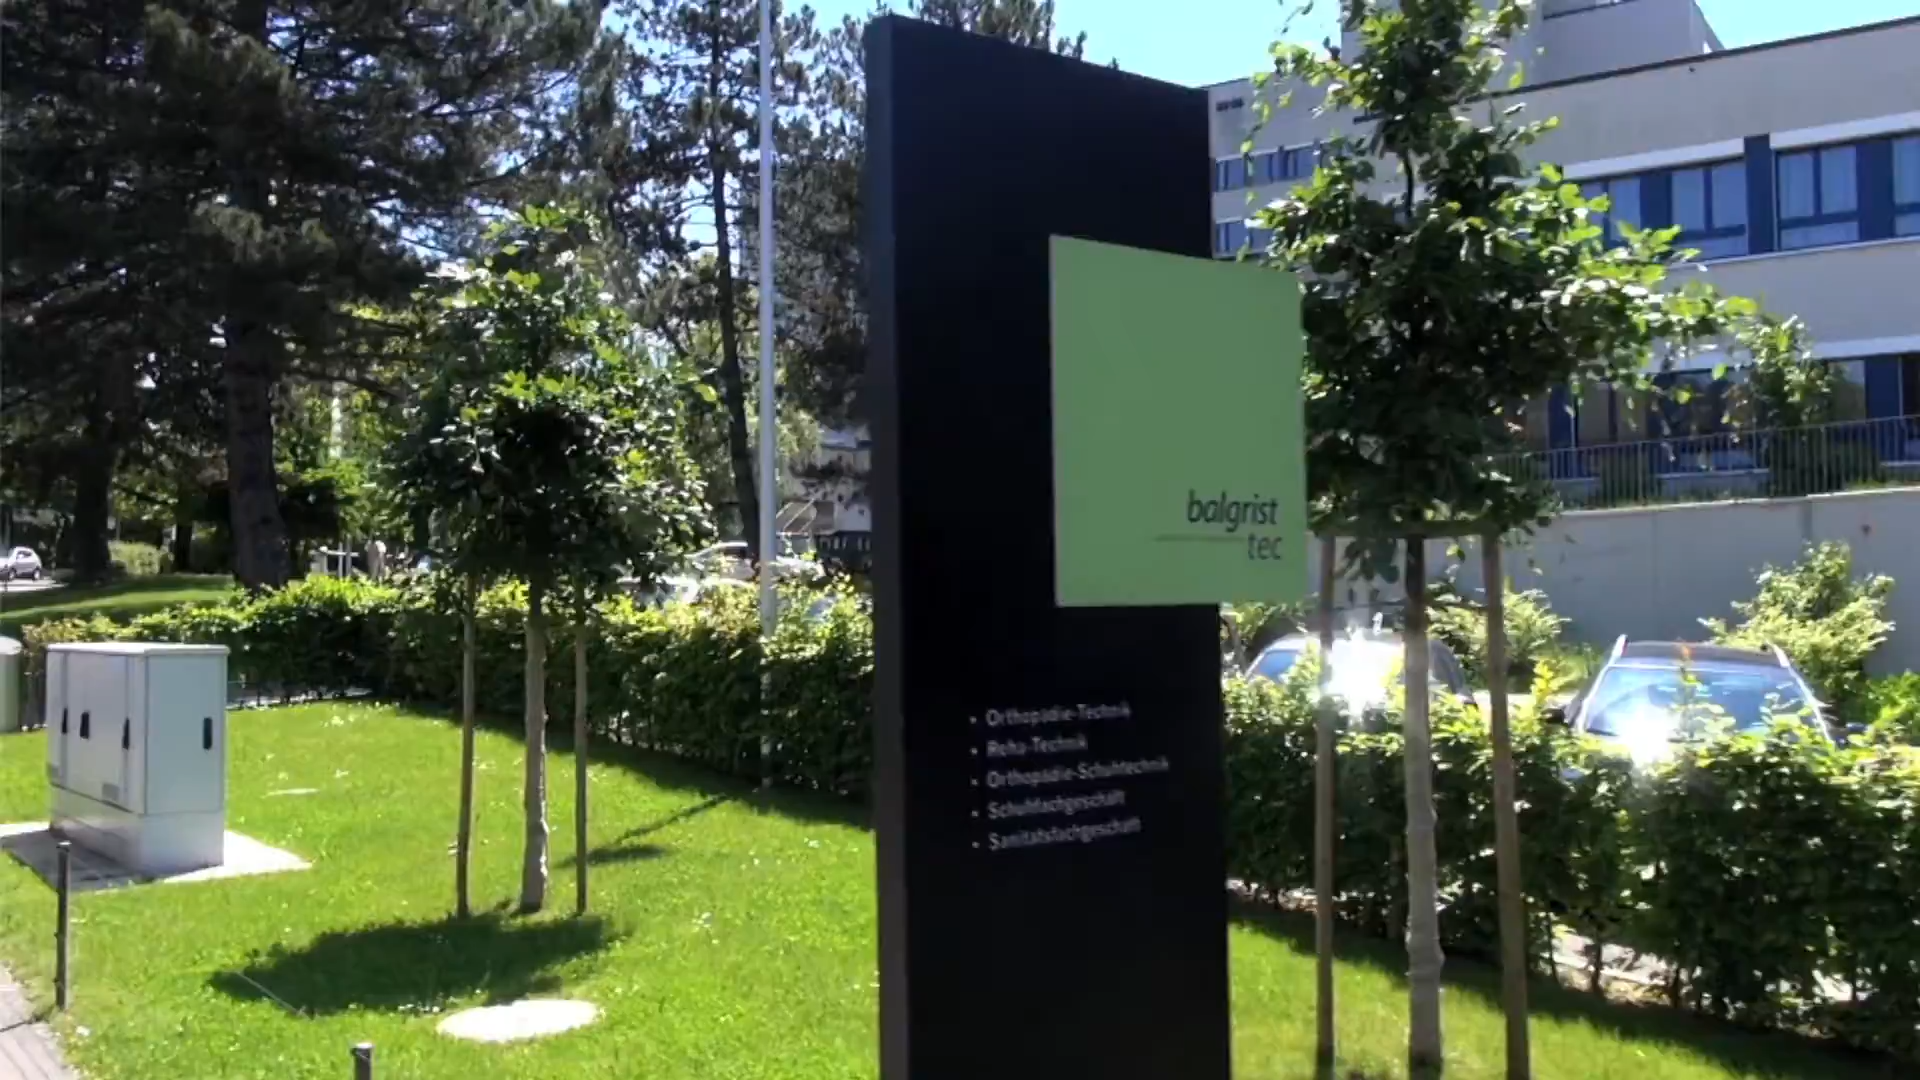 balgrist
tec
• Orthopädie-Technik
• Reha-Technik
• Orthopädie-Schuhtechnik
• Schuhfachgeschäft
• Sanitätsfachgeschäft